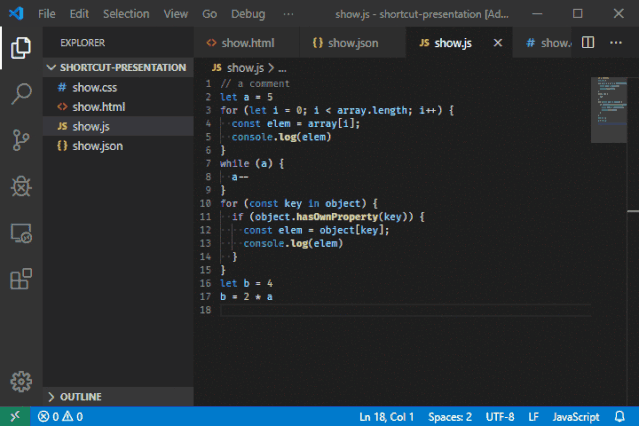 File Edit Selection View Go Debug ··· show.js - shortcut-presentation [Ad...
EXPLORER
SHORTCUT-PRESENTATION
# show.css
<> show.html
JS show.js
{} show.json
OUTLINE
<> show.html {} show.json JS show.js # show. ···
JS show.js > ...
1 // a comment
2 let a = 5
3 for (let i = 0; i < array.length; i++) {
4 const elem = array[i];
5 console.log(elem)
6 }
7 while (a) {
8 a--
9 }
10 for (const key in object) {
11 if (object.hasOwnProperty(key)) {
12 const elem = object[key];
13 console.log(elem)
14 }
15 }
16 let b = 4
17 b = 2 * a
18
0 0 Ln 18, Col 1 Spaces: 2 UTF-8 LF JavaScript